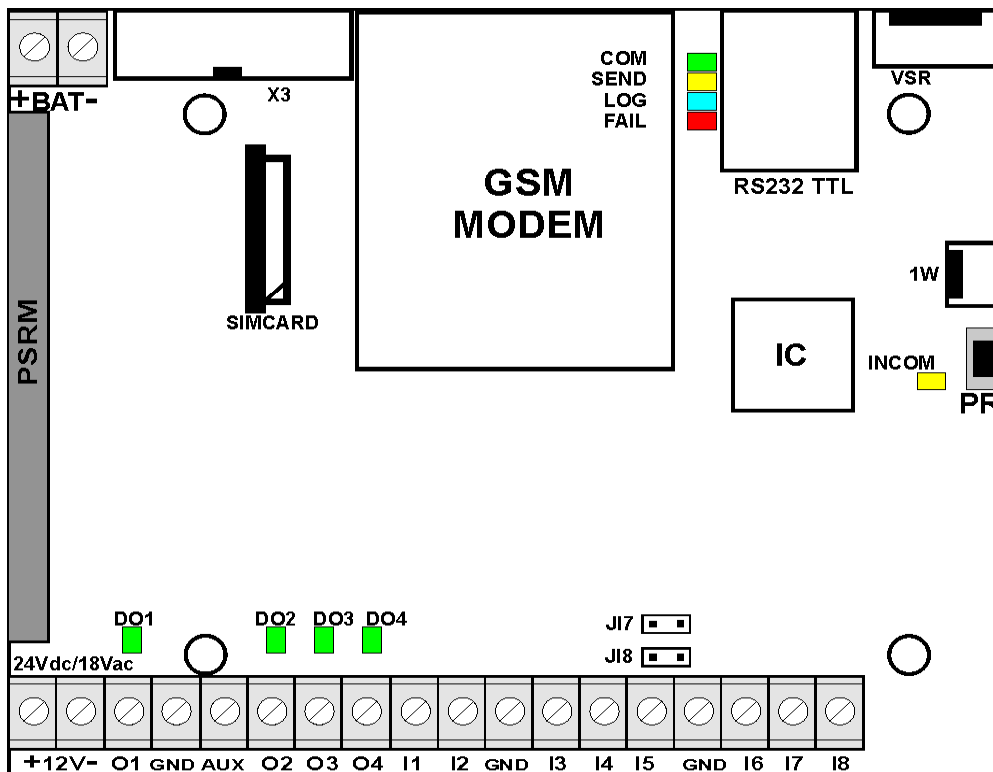 +BAT-
X3
COM
SEND
LOG
FAIL
VSR
GSM
MODEM
RS232 TTL
1W
PSRM
SIMCARD
IC
INCOM
PR
DO1 DO2 DO3 DO4
JI7
JI8
24Vdc/18Vac
+12V- O1 GND AUX O2 O3 O4 I1 I2 GND I3 I4 I5 GND I6 I7 I8